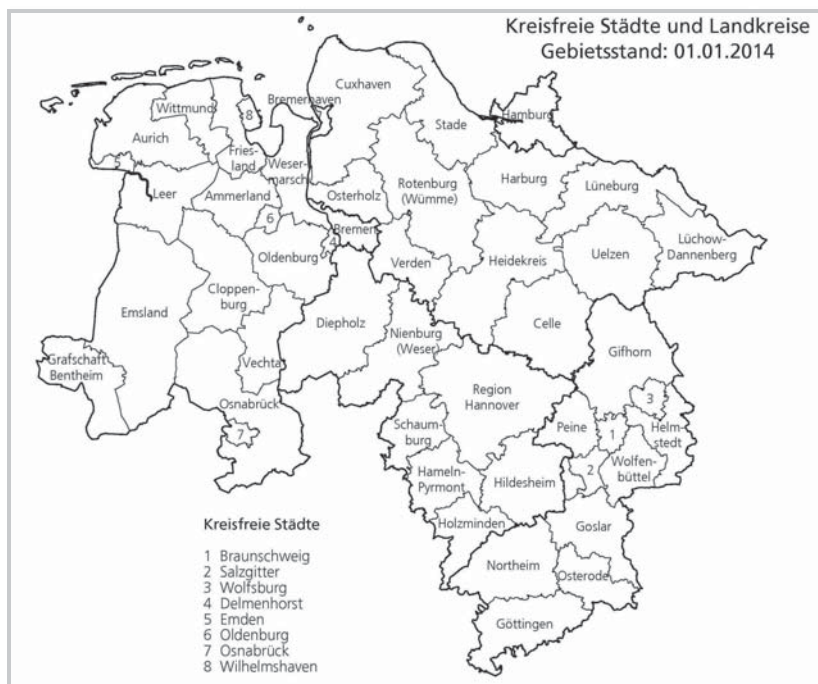 Kreisfreie Städte und Landkreise
Gebietsstand: 01.01.2014
Cuxhaven
Bremerhaven
Wittmund
8
Hamburg
Stade
Aurich
Fries-
land
Weser-
marsch
5
Leer
Ammerland
Osterholz
Rotenburg
(Wümme)
Harburg
Lüneburg
6
Bremen
4
Oldenburg
Verden
Heidekreis
Uelzen
Lüchow-
Dannenberg
Cloppen-
burg
Emsland
Diepholz
Nienburg
(Weser)
Celle
Gifhorn
Grafschaft
Bentheim
Vechta
Region
Hannover
Osnabrück
3
Peine
Helm-
stedt
1
7
Schaum-
burg
Wolfen-
büttel
2
Hameln-
Pyrmont
Hildesheim
Holzminden
Goslar
Northeim
Osterode
Göttingen
Kreisfreie Städte
1 Braunschweig
2 Salzgitter
3 Wolfsburg
4 Delmenhorst
5 Emden
6 Oldenburg
7 Osnabrück
8 Wilhelmshaven